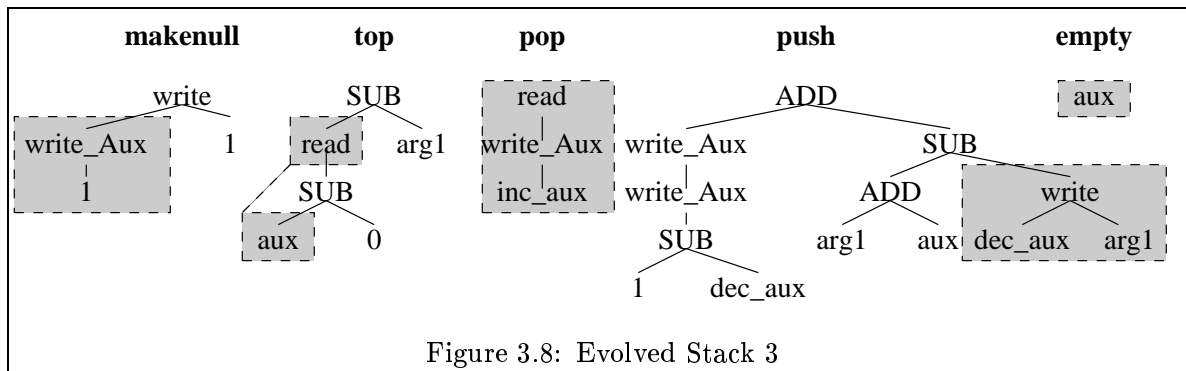 makenull top pop push empty
write SUB read ADD aux
write_Aux 1 read arg1 write_Aux write_Aux SUB
1 SUB inc_aux write_Aux ADD write
aux 0 SUB arg1 aux dec_aux arg1
1 dec_aux
Figure 3.8: Evolved Stack 3